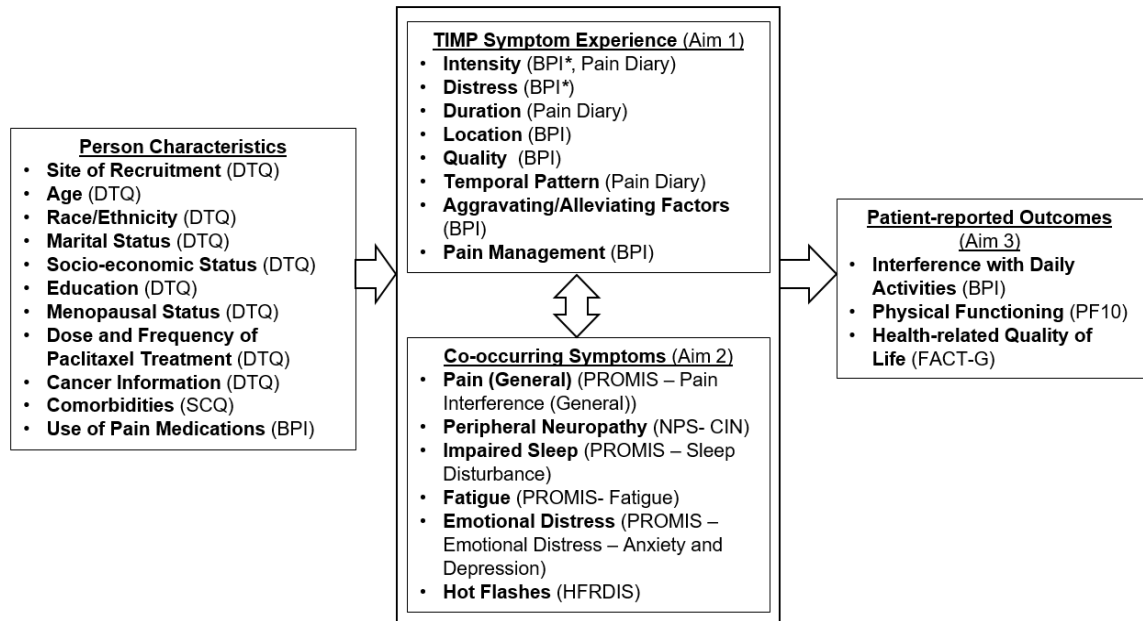 Person Characteristics
• Site of Recruitment (DTQ)
• Age (DTQ)
• Race/Ethnicity (DTQ)
• Marital Status (DTQ)
• Socio-economic Status (DTQ)
• Education (DTQ)
• Menopausal Status (DTQ)
• Dose and Frequency of
Paclitaxel Treatment (DTQ)
• Cancer Information (DTQ)
• Comorbidities (SCQ)
• Use of Pain Medications (BPI)
TIMP Symptom Experience (Aim 1)
• Intensity (BPI*, Pain Diary)
• Distress (BPI*)
• Duration (Pain Diary)
• Location (BPI)
• Quality (BPI)
• Temporal Pattern (Pain Diary)
• Aggravating/Alleviating Factors
(BPI)
• Pain Management (BPI)
Co-occurring Symptoms (Aim 2)
• Pain (General) (PROMIS – Pain
Interference (General))
• Peripheral Neuropathy (NPS- CIN)
• Impaired Sleep (PROMIS – Sleep
Disturbance)
• Fatigue (PROMIS- Fatigue)
• Emotional Distress (PROMIS –
Emotional Distress – Anxiety and
Depression)
• Hot Flashes (HFRDIS)
Patient-reported Outcomes
(Aim 3)
• Interference with Daily
Activities (BPI)
• Physical Functioning (PF10)
• Health-related Quality of
Life (FACT-G)